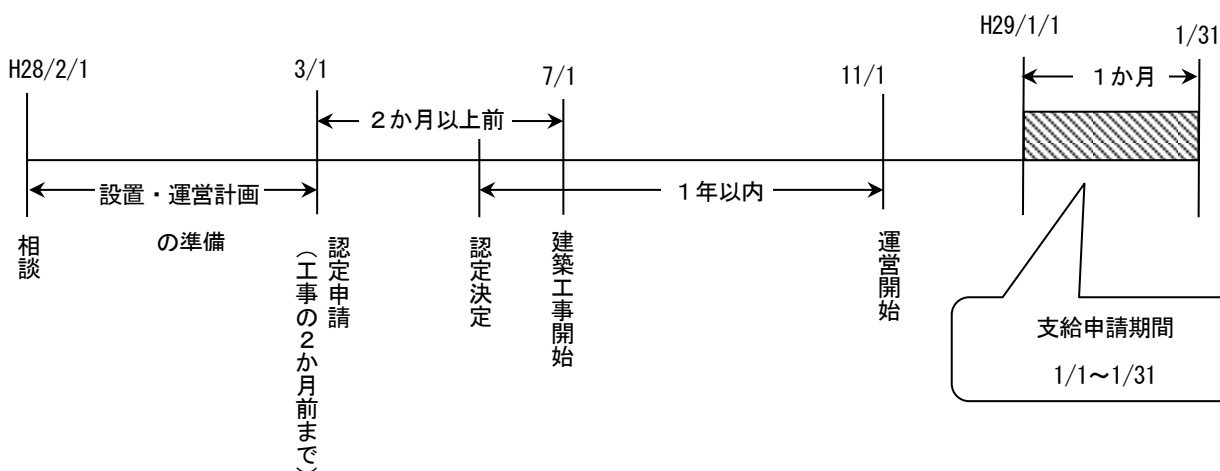 H28/2/1
3/1
7/1
11/1
H29/1/1
1/31
2か月以上前
1か月
設置・運営計画
の準備
1年以内
相談
認定申請
(工事の2か月前まで)
認定決定
建築工事開始
運営開始
支給申請期間
1/1~1/31